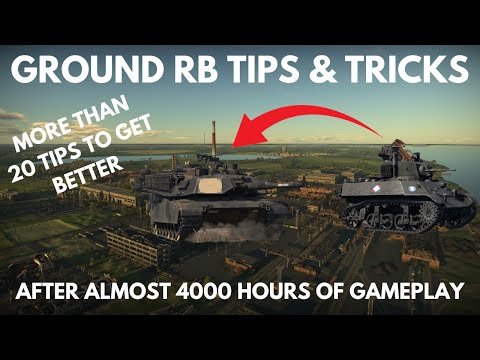 GROUND RB TIPS & TRICKS
MORE THAN
20 TIPS TO GET
BETTER
AFTER ALMOST 4000 HOURS OF GAMEPLAY